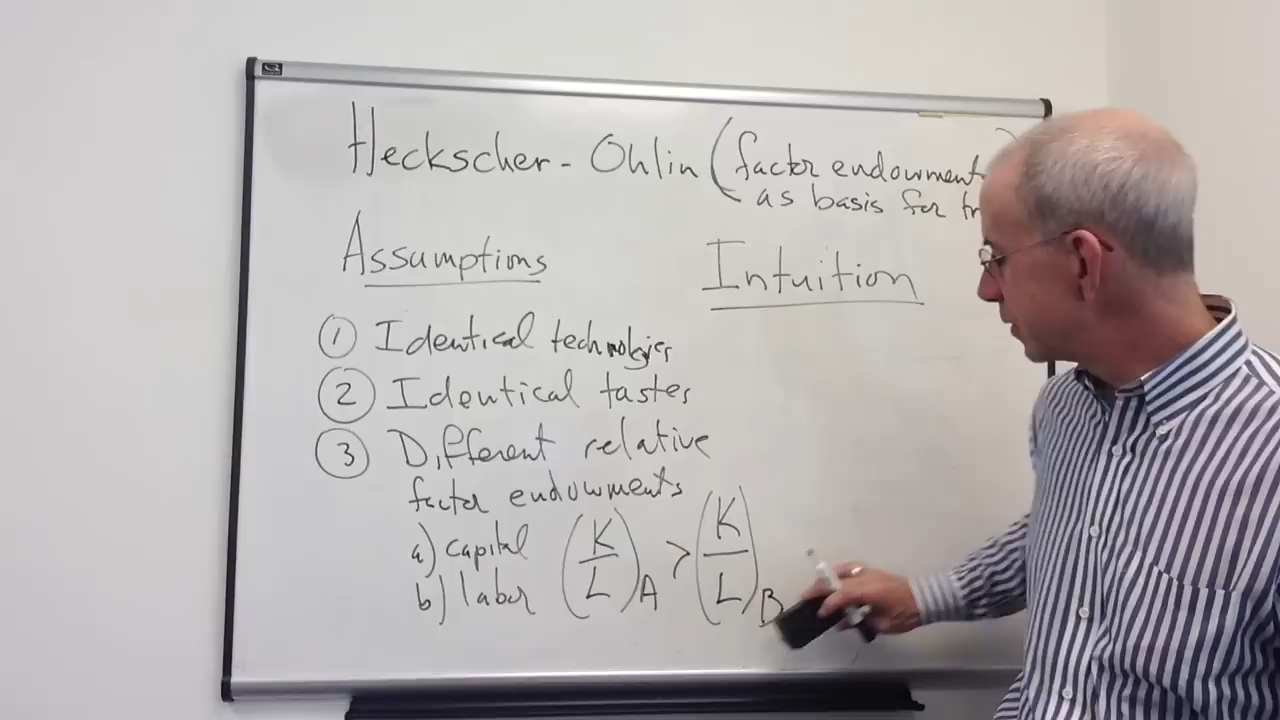 Heckscher - Ohlin (factor endowment
as basis for tr
Assumptions
Intuition
① Identical technologies
② Identical tastes
③ Different relative
factor endowments
a) capital
b) labor
(K/L)A > (K/L)B